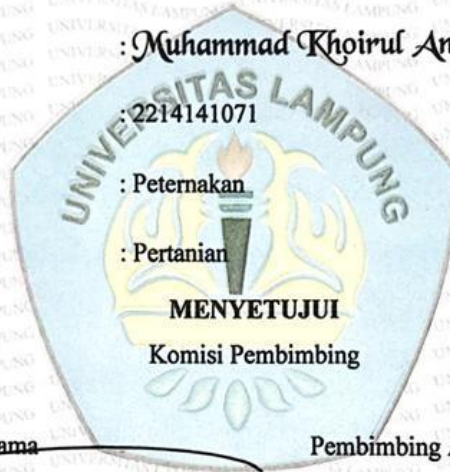 : Muhammad Khoirul An
UNIVERSITAS LAMPUNG
: 2214141071
: Peternakan
: Pertanian
MENYETUJUI
Komisi Pembimbing
ama Pembimbing A